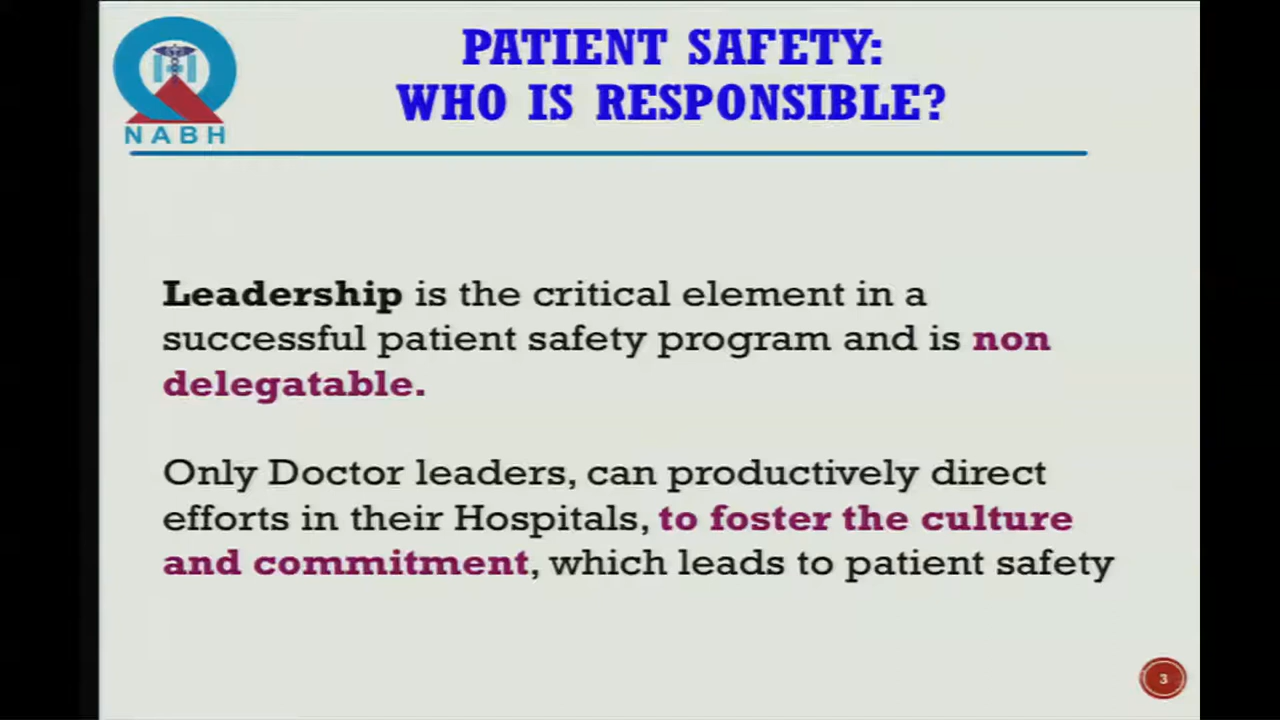 PATIENT SAFETY:
WHO IS RESPONSIBLE?
NABH
Leadership is the critical element in a
successful patient safety program and is non
delegatable.
Only Doctor leaders, can productively direct
efforts in their Hospitals, to foster the culture
and commitment, which leads to patient safety
3